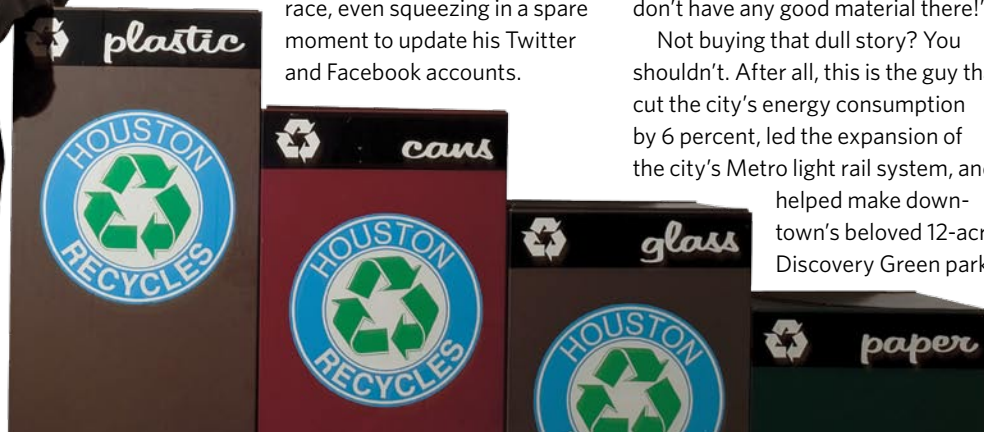 race, even squeezing in a spare
moment to update his Twitter
and Facebook accounts.
don't have any good material there!"
Not buying that dull story? You
shouldn't. After all, this is the guy
cut the city's energy consumption
by 6 percent, led the expansion of
the city's Metro light rail system, and
helped make down-
town's beloved 12-acre
Discovery Green park
plastic
HOUSTON
RECYCLES
cans
HOUSTON
RECYCLES
glass
HOUSTON
paper